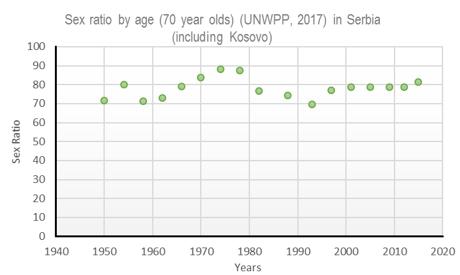 Sex ratio by age (70 year olds) (UNWPP, 2017) in Serbia
(including Kosovo)
100
90
80
70
60
50
40
30
20
10
0
Sex Ratio
1940 1950 1960 1970 1980 1990 2000 2010 2020
Years